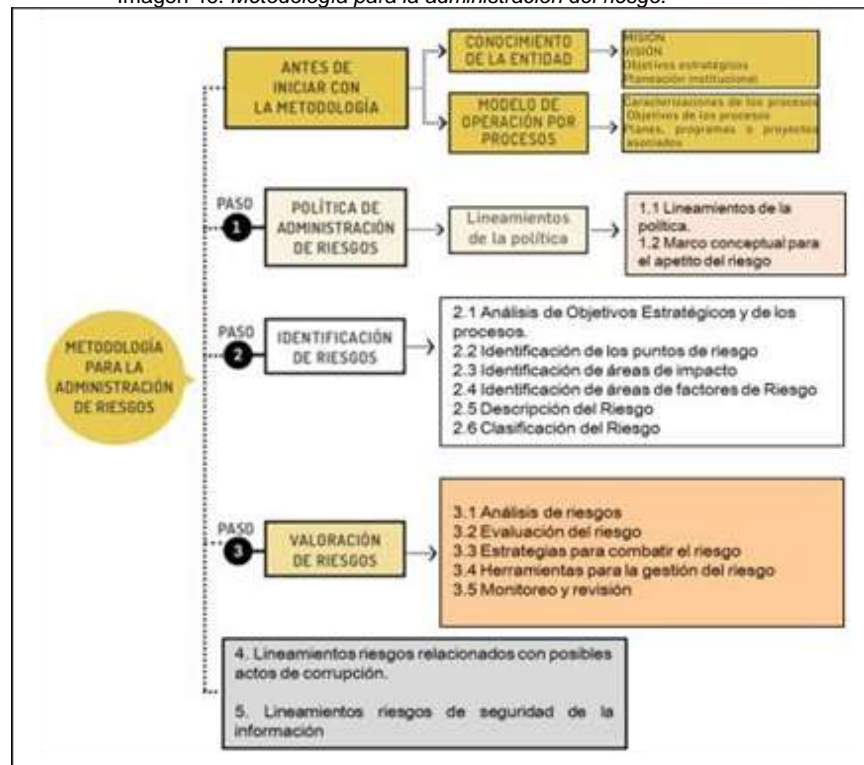 Metodología para la administración del riesgo.
METODOLOGÍA
PARA LA
ADMINISTRACIÓN
DE RIESGOS
ANTES DE
INICIAR CON
LA METODOLOGÍA
CONOCIMIENTO
DE LA ENTIDAD
MISIÓN
VISIÓN
Objetivos estratégicos
Planeación institucional
MODELO DE
OPERACIÓN POR
PROCESOS
Caracterizaciones de los procesos
Objetivos de los procesos
Planes, programas o proyectos
asociados
PASO
1
POLÍTICA DE
ADMINISTRACIÓN
DE RIESGOS
Lineamientos
de la política
1.1 Lineamientos de la
política.
1.2 Marco conceptual para
el apetito del riesgo
PASO
2
IDENTIFICACIÓN
DE RIESGOS
2.1 Análisis de Objetivos Estratégicos y de los
procesos.
2.2 Identificación de los puntos de riesgo
2.3 Identificación de áreas de impacto
2.4 Identificación de áreas de factores de Riesgo
2.5 Descripción del Riesgo
2.6 Clasificación del Riesgo
PASO
3
VALORACIÓN
DE RIESGOS
3.1 Análisis de riesgos
3.2 Evaluación del riesgo
3.3 Estrategias para combatir el riesgo
3.4 Herramientas para la gestión del riesgo
3.5 Monitoreo y revisión
4. Lineamientos riesgos relacionados con posibles
actos de corrupción.
5. Lineamientos riesgos de seguridad de la
información